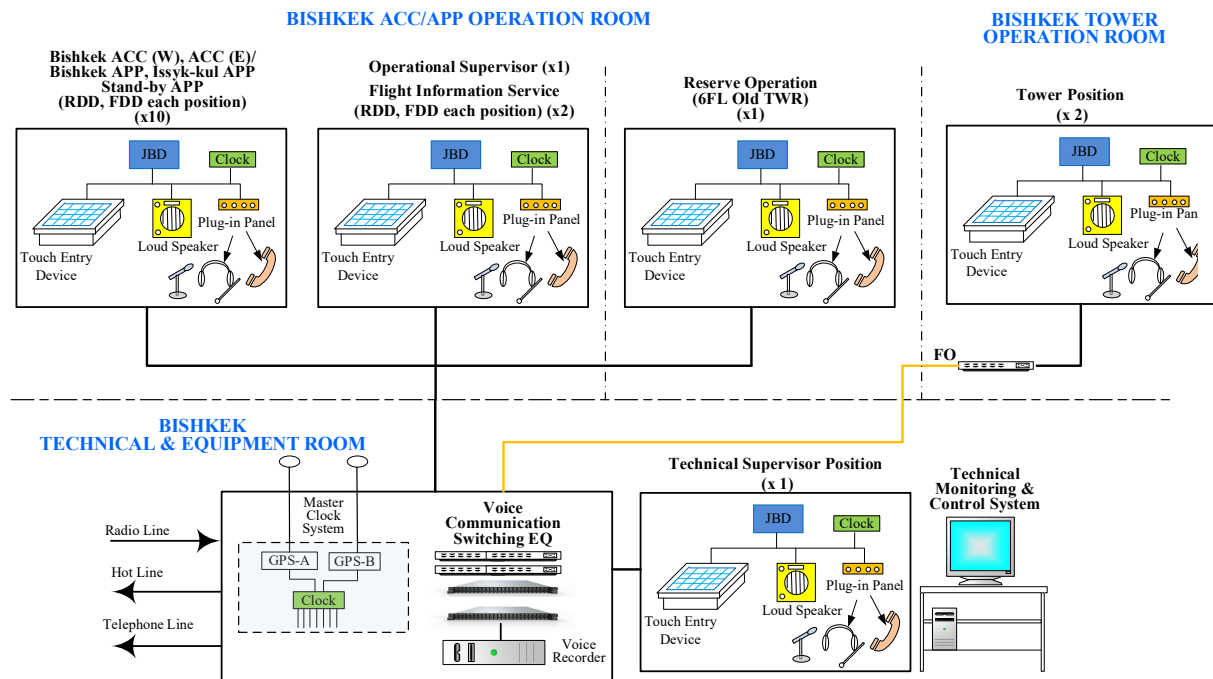 BISHKEK ACC/APP OPERATION ROOM
BISHKEK TOWER
OPERATION ROOM
Bishkek ACC (W), ACC (E)/
Bishkek APP, Issyk-kul APP
Stand-by APP
(RDD, FDD each position)
(x10)
JBD
Clock
Plug-in Panel
Loud Speaker
Touch Entry
Device
Operational Supervisor (x1)
Flight Information Service
(RDD, FDD each position) (x2)
JBD
Clock
Plug-in Panel
Loud Speaker
Touch Entry
Device
Reserve Operation
(6FL Old TWR)
(x1)
JBD
Clock
Plug-in Panel
Loud Speaker
Touch Entry
Device
Tower Position
(x 2)
JBD
Clock
Plug-in Pan
Loud Speaker
Touch Entry
Device
FO
BISHKEK
TECHNICAL & EQUIPMENT ROOM
Radio Line
Hot Line
Telephone Line
Master
Clock
System
GPS-A
GPS-B
Clock
Voice
Communication
Switching EQ
Voice
Recorder
Technical Supervisor Position
(x 1)
JBD
Clock
Plug-in Panel
Loud Speaker
Touch Entry
Device
Technical
Monitoring &
Control System